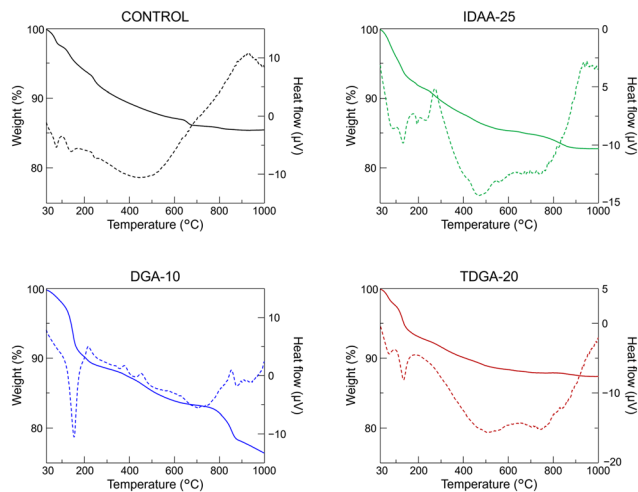 CONTROL
100
90
80
Weight (%)
10
0
−10
Heat flow (μV)
30 200 400 600 800 1000
Temperature (°C)
IDAA-25
100
90
80
Weight (%)
0
−5
−10
−15
Heat flow (μV)
30 200 400 600 800 1000
Temperature (°C)
DGA-10
100
90
80
Weight (%)
10
0
−10
Heat flow (μV)
30 200 400 600 800 1000
Temperature (°C)
TDGA-20
100
90
80
Weight (%)
5
0
−5
−10
−15
−20
Heat flow (μV)
30 200 400 600 800 1000
Temperature (°C)